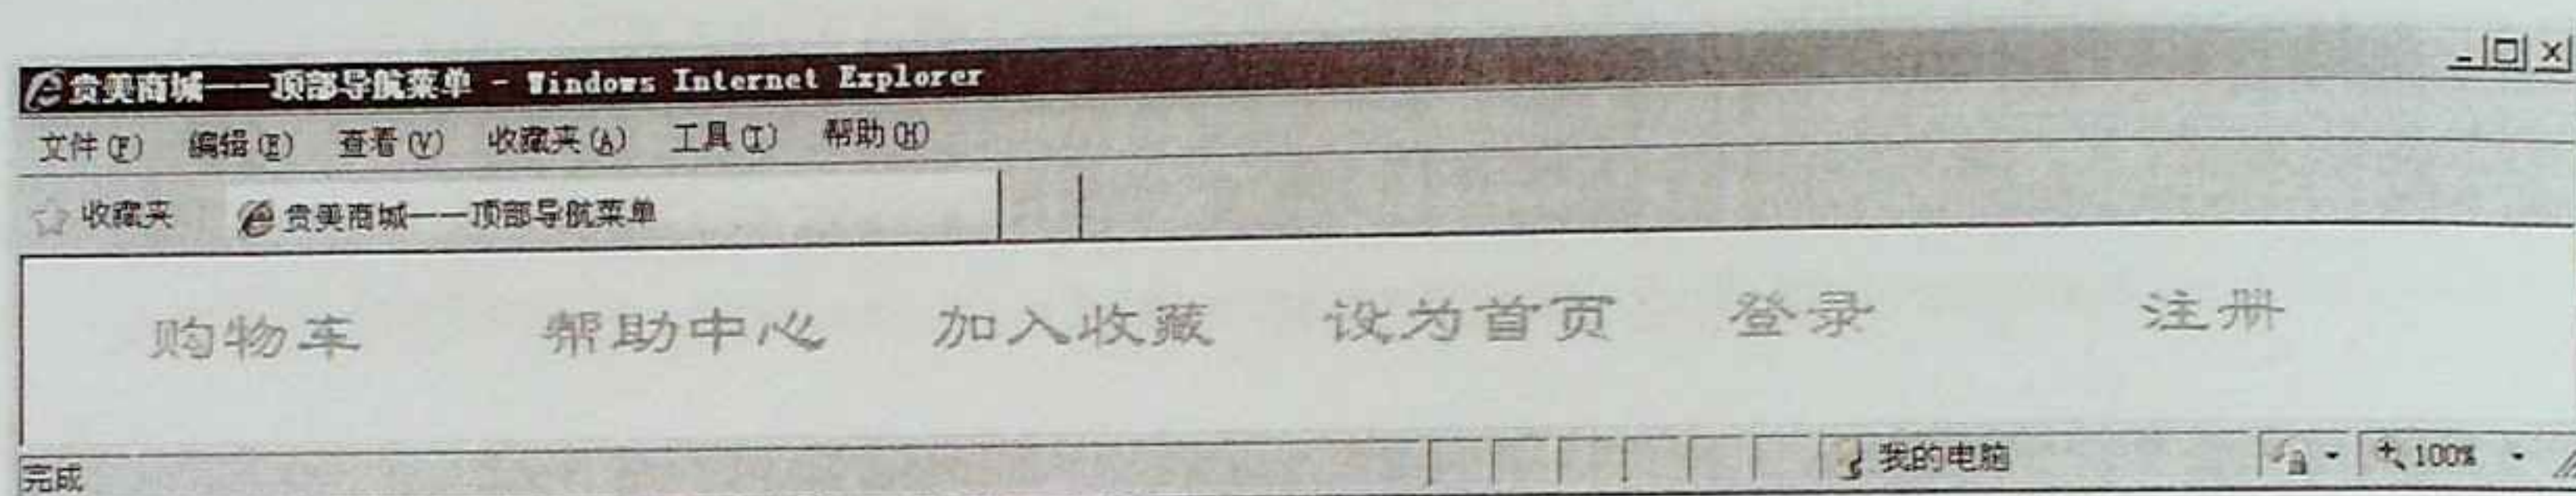 贵美商城——顶部导航菜单 - Windows Internet Explorer
文件(F) 编辑(E) 查看(V) 收藏夹(A) 工具(T) 帮助(H)
收藏夹 贵美商城——顶部导航菜单
购物车 帮助中心 加入收藏 设为首页 登录 注册
完成 我的电脑 100%